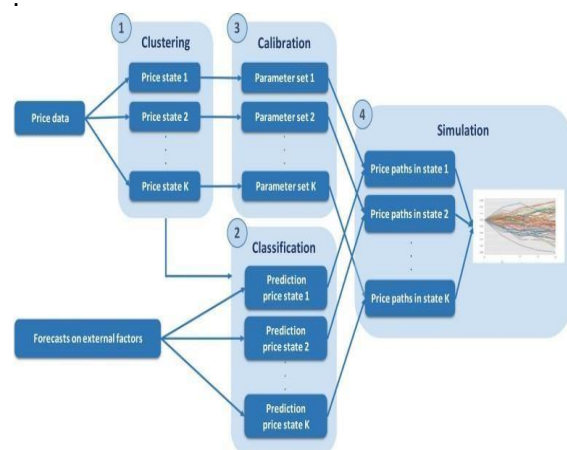 1
Clustering
3
Calibration
Price state 1
Parameter set 1
Price data
Price state 2
Parameter set 2
4
Simulation
Price paths in state 1
Price state K
Parameter set K
Price paths in state 2
2
Classification
Prediction
price state 1
Price paths in state K
Forecasts on external factors
Prediction
price state 2
Prediction
price state K